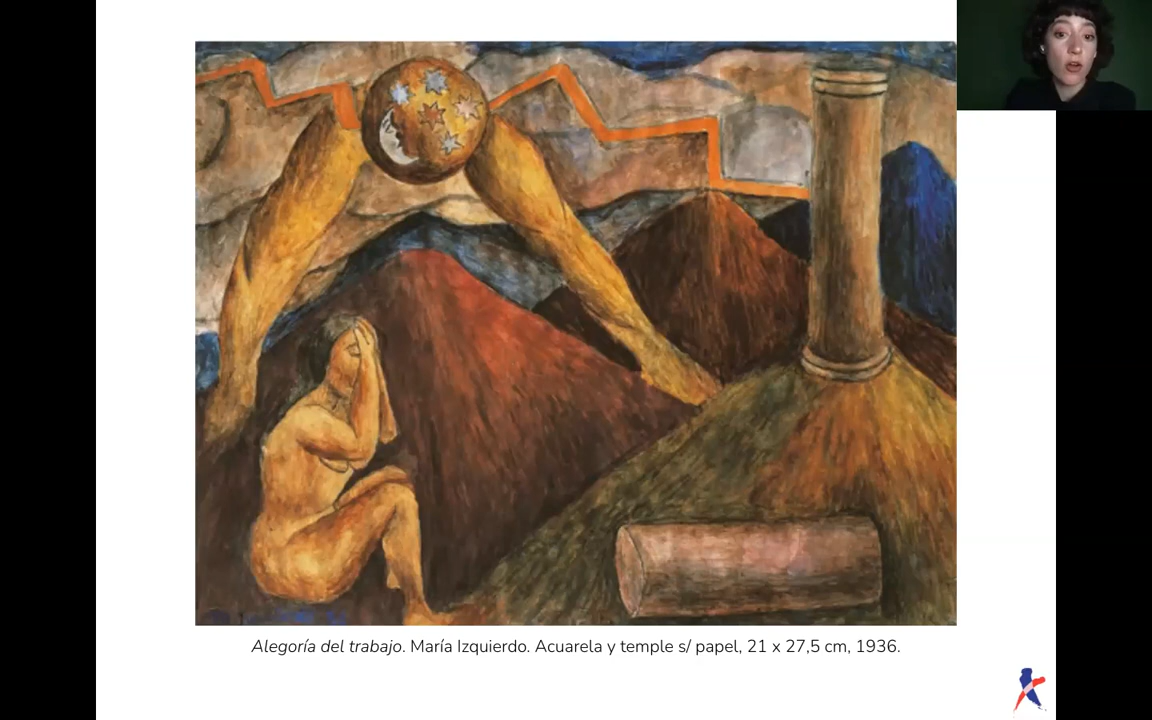 Alegoría del trabajo. María Izquierdo. Acuarela y temple s/ papel, 21 x 27,5 cm, 1936.